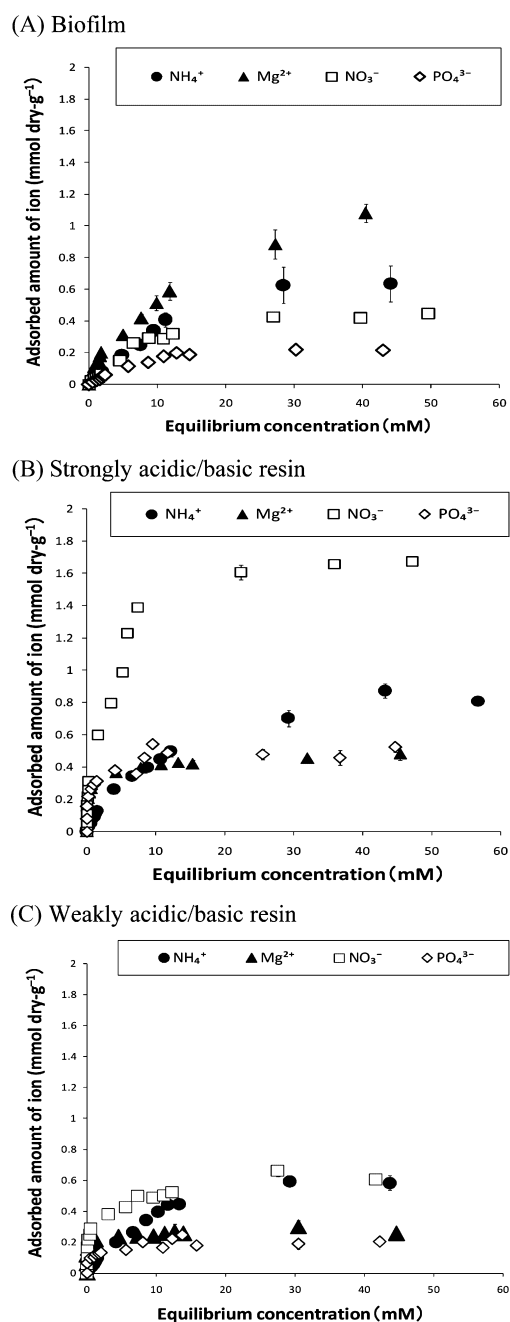 (A) Biofilm
NH₄⁺ Mg²⁺ NO₃⁻ PO₄³⁻
Adsorbed amount of ion (mmol dry-g⁻¹)
2
1.8
1.6
1.4
1.2
1
0.8
0.6
0.4
0.2
0
0 10 20 30 40 50 60
Equilibrium concentration (mM)
(B) Strongly acidic/basic resin
NH₄⁺ Mg²⁺ NO₃⁻ PO₄³⁻
Adsorbed amount of ion (mmol dry-g⁻¹)
2
1.8
1.6
1.4
1.2
1
0.8
0.6
0.4
0.2
0
0 10 20 30 40 50 60
Equilibrium concentration (mM)
(C) Weakly acidic/basic resin
NH₄⁺ Mg²⁺ NO₃⁻ PO₄³⁻
Adsorbed amount of ion (mmol dry-g⁻¹)
2
1.8
1.6
1.4
1.2
1
0.8
0.6
0.4
0.2
0
0 10 20 30 40 50 60
Equilibrium concentration (mM)